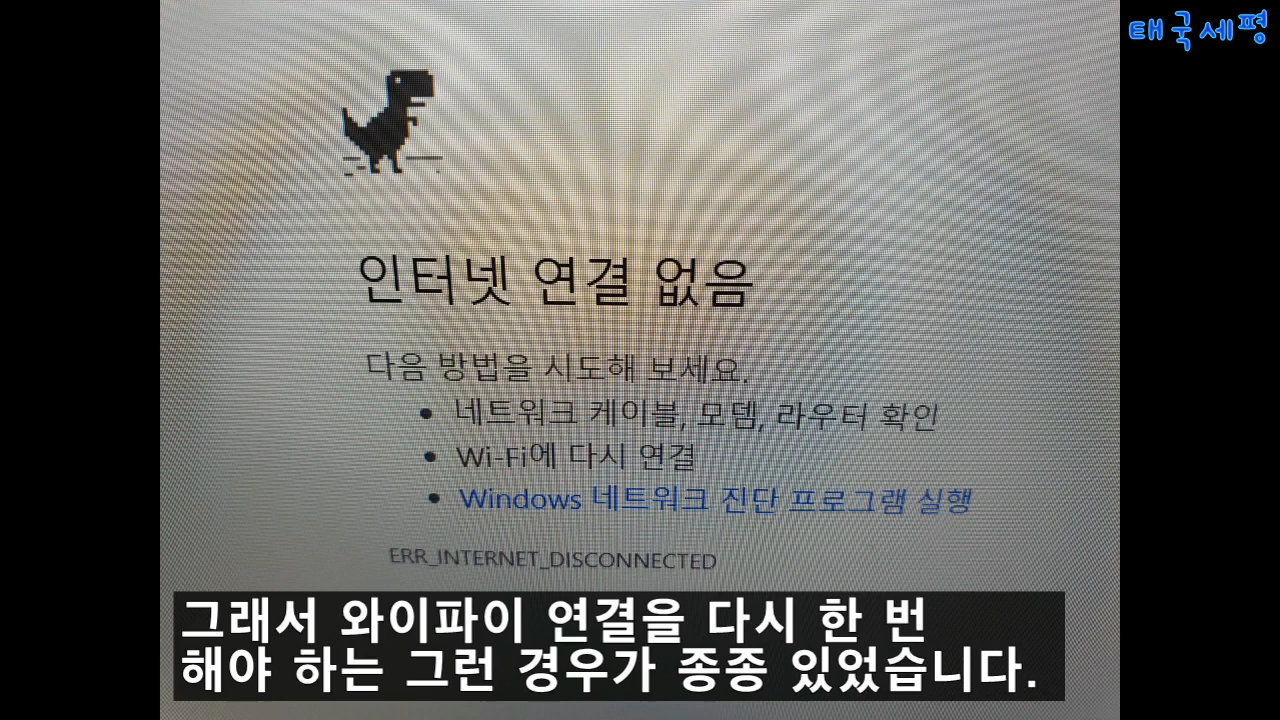 태국세평
인터넷 연결 없음
다음 방법을 시도해 보세요.
• 네트워크 케이블, 모뎀, 라우터 확인
• Wi-Fi에 다시 연결
• Windows 네트워크 진단 프로그램 실행
ERR_INTERNET_DISCONNECTED
그래서 와이파이 연결을 다시 한 번
해야 하는 그런 경우가 종종 있었습니다.